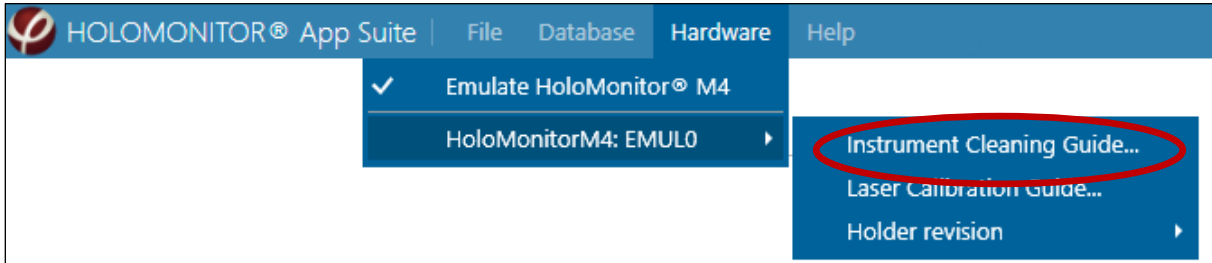 HOLOMONITOR® App Suite File Database Hardware Help
Emulate HoloMonitor® M4
HoloMonitorM4: EMUL0
Instrument Cleaning Guide...
Laser Calibration Guide...
Holder revision